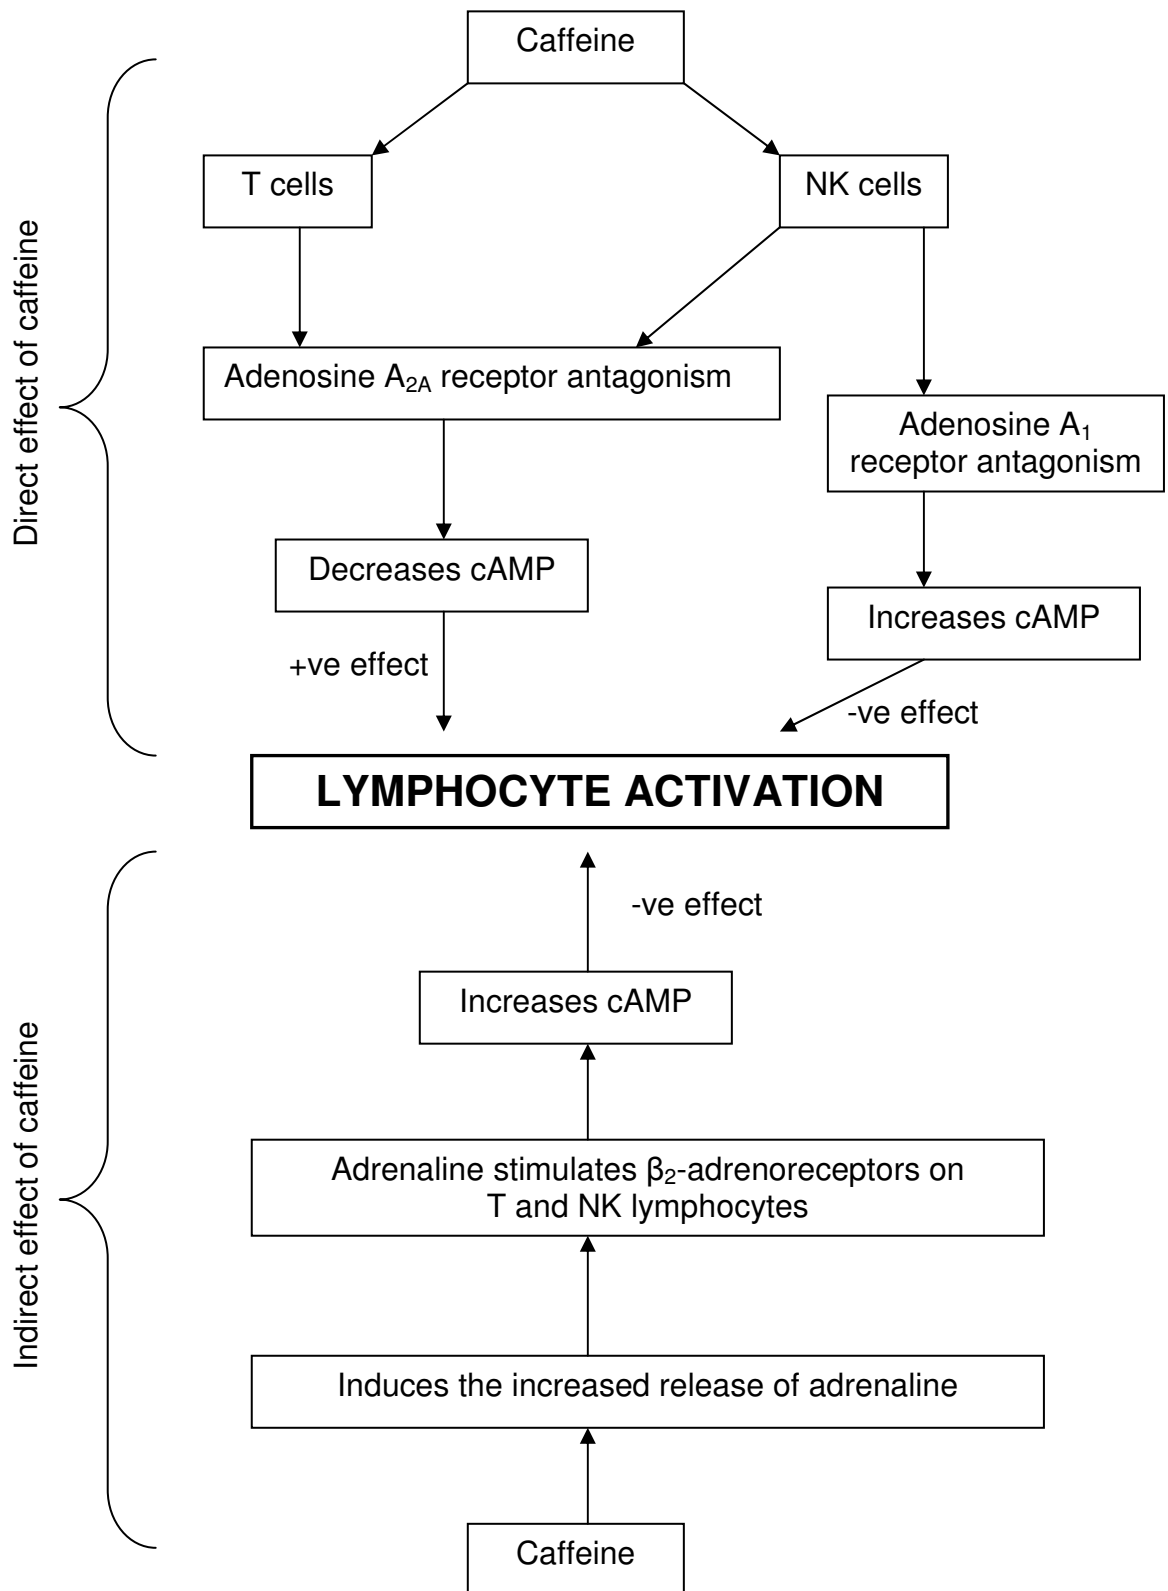 Caffeine
T cells
NK cells
Direct effect of caffeine
Adenosine A₂A receptor antagonism
Adenosine A₁
receptor antagonism
Decreases cAMP
Increases cAMP
+ve effect
-ve effect
LYMPHOCYTE ACTIVATION
-ve effect
Increases cAMP
Indirect effect of caffeine
Adrenaline stimulates β₂-adrenoreceptors on
T and NK lymphocytes
Induces the increased release of adrenaline
Caffeine